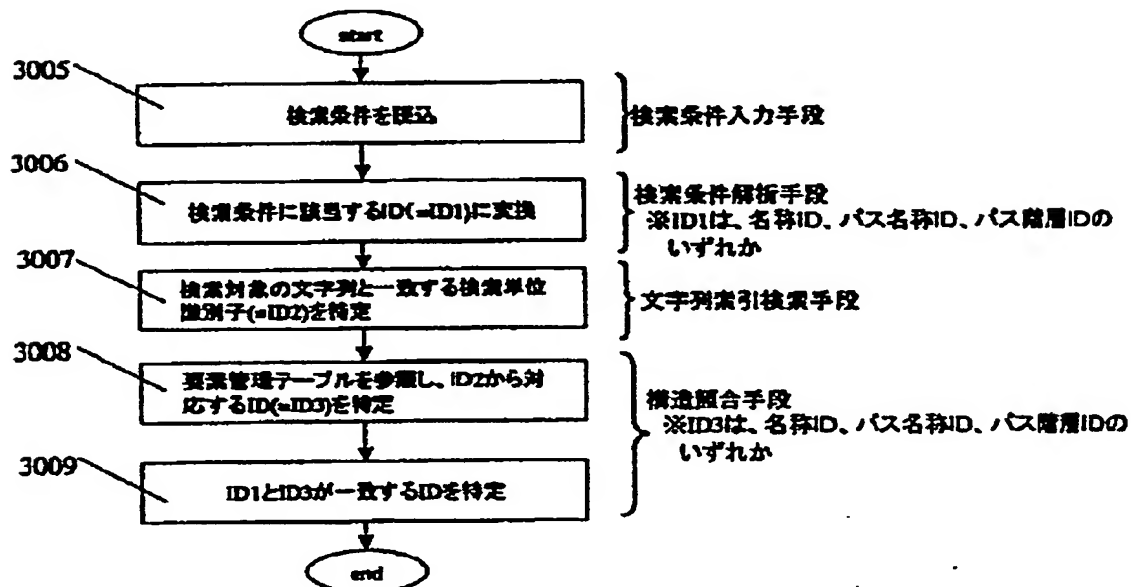 start
3005
検索条件を読込
検索条件入力手段
3006
検索条件に該当するID(=ID1)に変換
検索条件解析手段
※ID1は、名称ID、パス名称ID、パス階層IDの
いずれか
3007
検索対象の文字列と一致する検索単位
識別子(=ID2)を特定
文字列索引検索手段
3008
要素管理テーブルを参照し、ID2から対
応するID(=ID3)を特定
構造照合手段
※ID3は、名称ID、パス名称ID、パス階層IDの
いずれか
3009
ID1とID3が一致するIDを特定
end